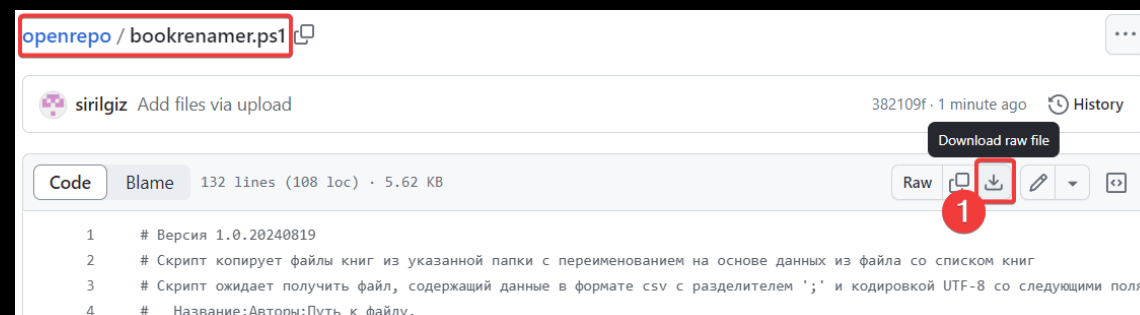 openrepo / bookrenamer.ps1
sirilgiz Add files via upload 382109f · 1 minute ago History
Download raw file
Code Blame 132 lines (108 loc) · 5.62 KB Raw
1
1 # Версия 1.0.20240819
2 # Скрипт копирует файлы книг из указанной папки с переименованием на основе данных из файла со списком книг
3 # Скрипт ожидает получить файл, содержащий данные в формате csv с разделителем ';' и кодировкой UTF-8 со следующими поля
4 # Название;Авторы;Путь к файлу.